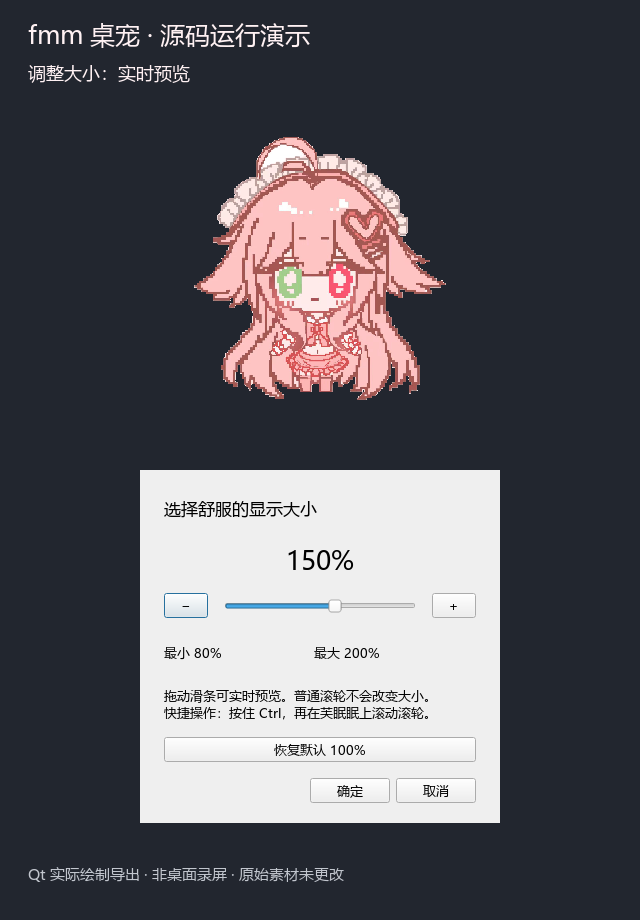 fmm 桌宠 · 源码运行演示
调整大小：实时预览
选择舒服的显示大小
150%
− +
最小 80% 最大 200%
拖动滑条可实时预览。普通滚轮不会改变大小。
快捷操作：按住 Ctrl，再在芙眠眠上滚动滚轮。
恢复默认 100%
确定 取消
Qt 实际绘制导出 · 非桌面录屏 · 原始素材未更改